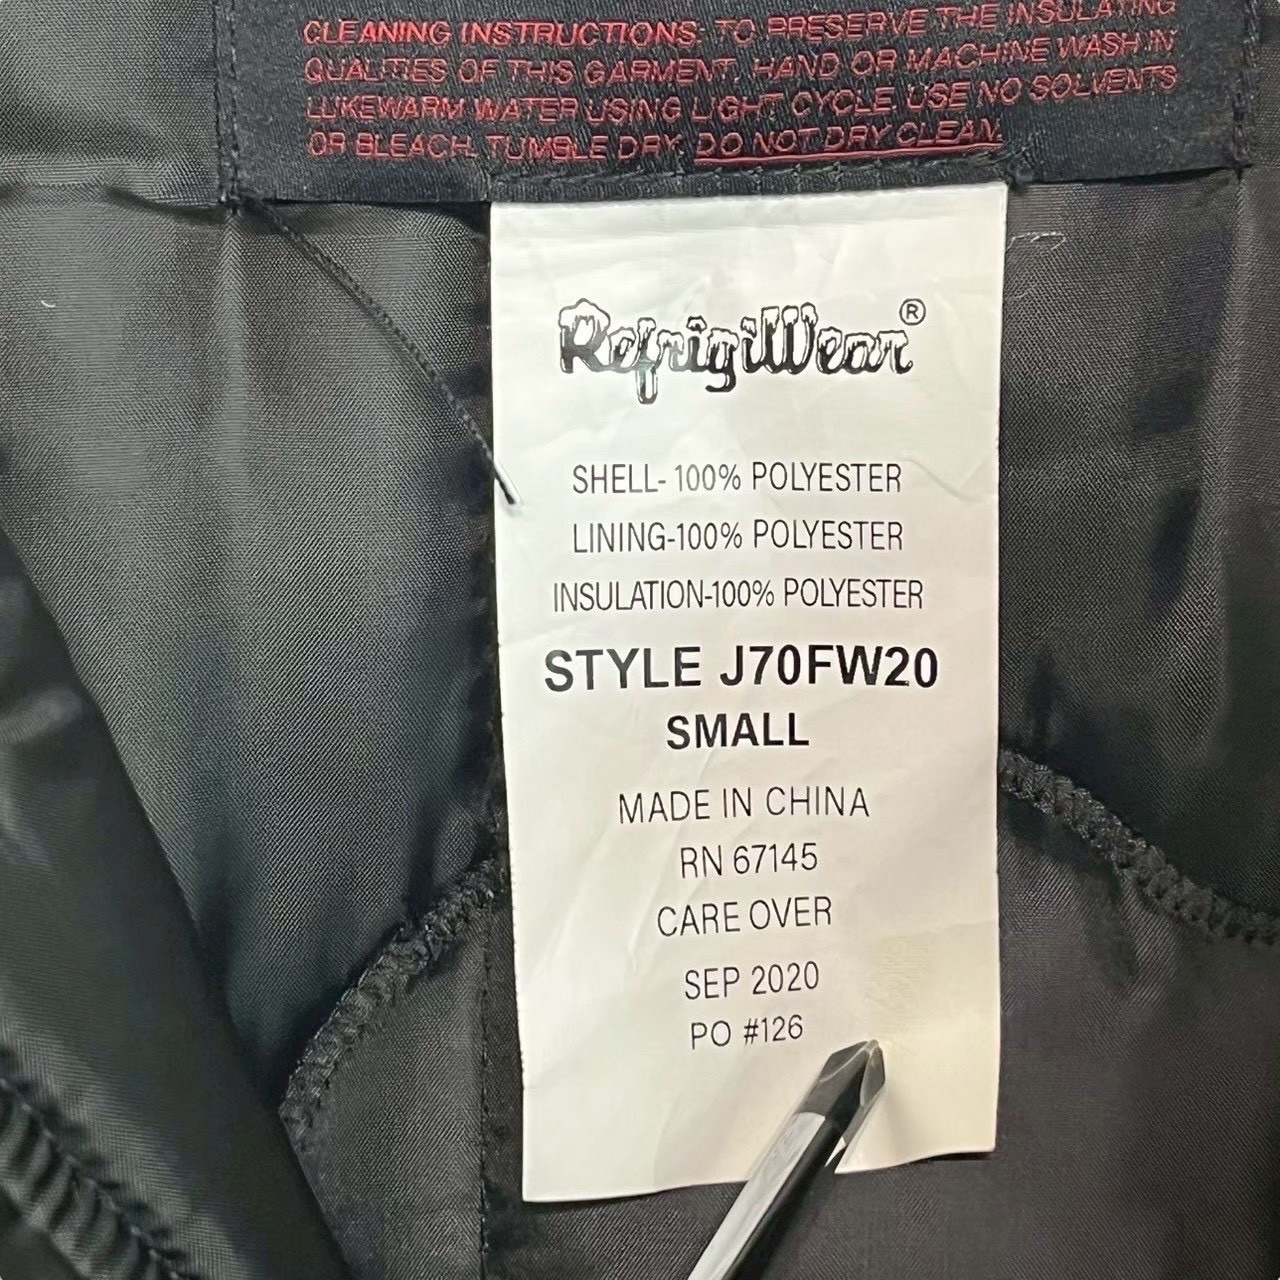 CLEANING INSTRUCTIONS: TO PRESERVE THE INSULATING
QUALITIES OF THIS GARMENT, HAND OR MACHINE WASH IN
LUKEWARM WATER USING LIGHT CYCLE. USE NO SOLVENTS
OR BLEACH. TUMBLE DRY. DO NOT DRY CLEAN.
RefrigiWear®
SHELL- 100% POLYESTER
LINING-100% POLYESTER
INSULATION-100% POLYESTER
STYLE J70FW20
SMALL
MADE IN CHINA
RN 67145
CARE OVER
SEP 2020
PO #126